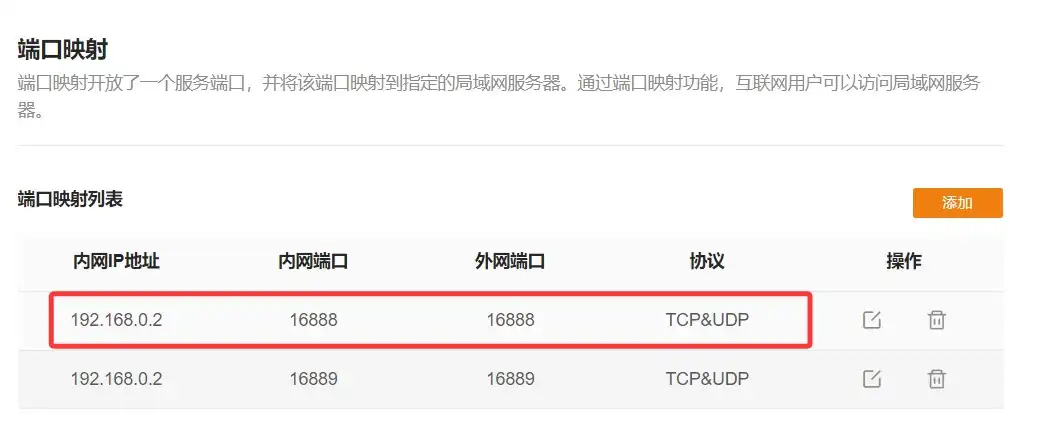 端口映射
端口映射开放了一个服务端口，并将该端口映射到指定的局域网服务器。通过端口映射功能，互联网用户可以访问局域网服务
器。
端口映射列表
添加
内网IP地址 内网端口 外网端口 协议 操作
192.168.0.2 16888 16888 TCP&UDP
192.168.0.2 16889 16889 TCP&UDP